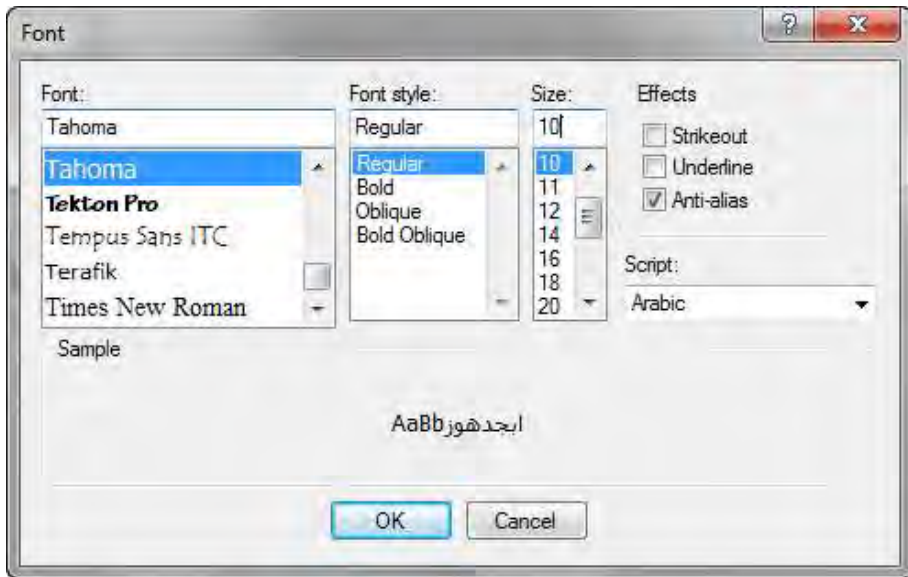 Font
Font:
Font style:
Size:
Effects
Tahoma
Regular
10
Strikeout
Underline
Anti-alias
Tahoma
Tekton Pro
Tempus Sans ITC
Terafik
Times New Roman
Regular
Bold
Oblique
Bold Oblique
10
11
12
14
16
18
20
Script:
Arabic
Sample
AaBbابجدهوز
OK
Cancel